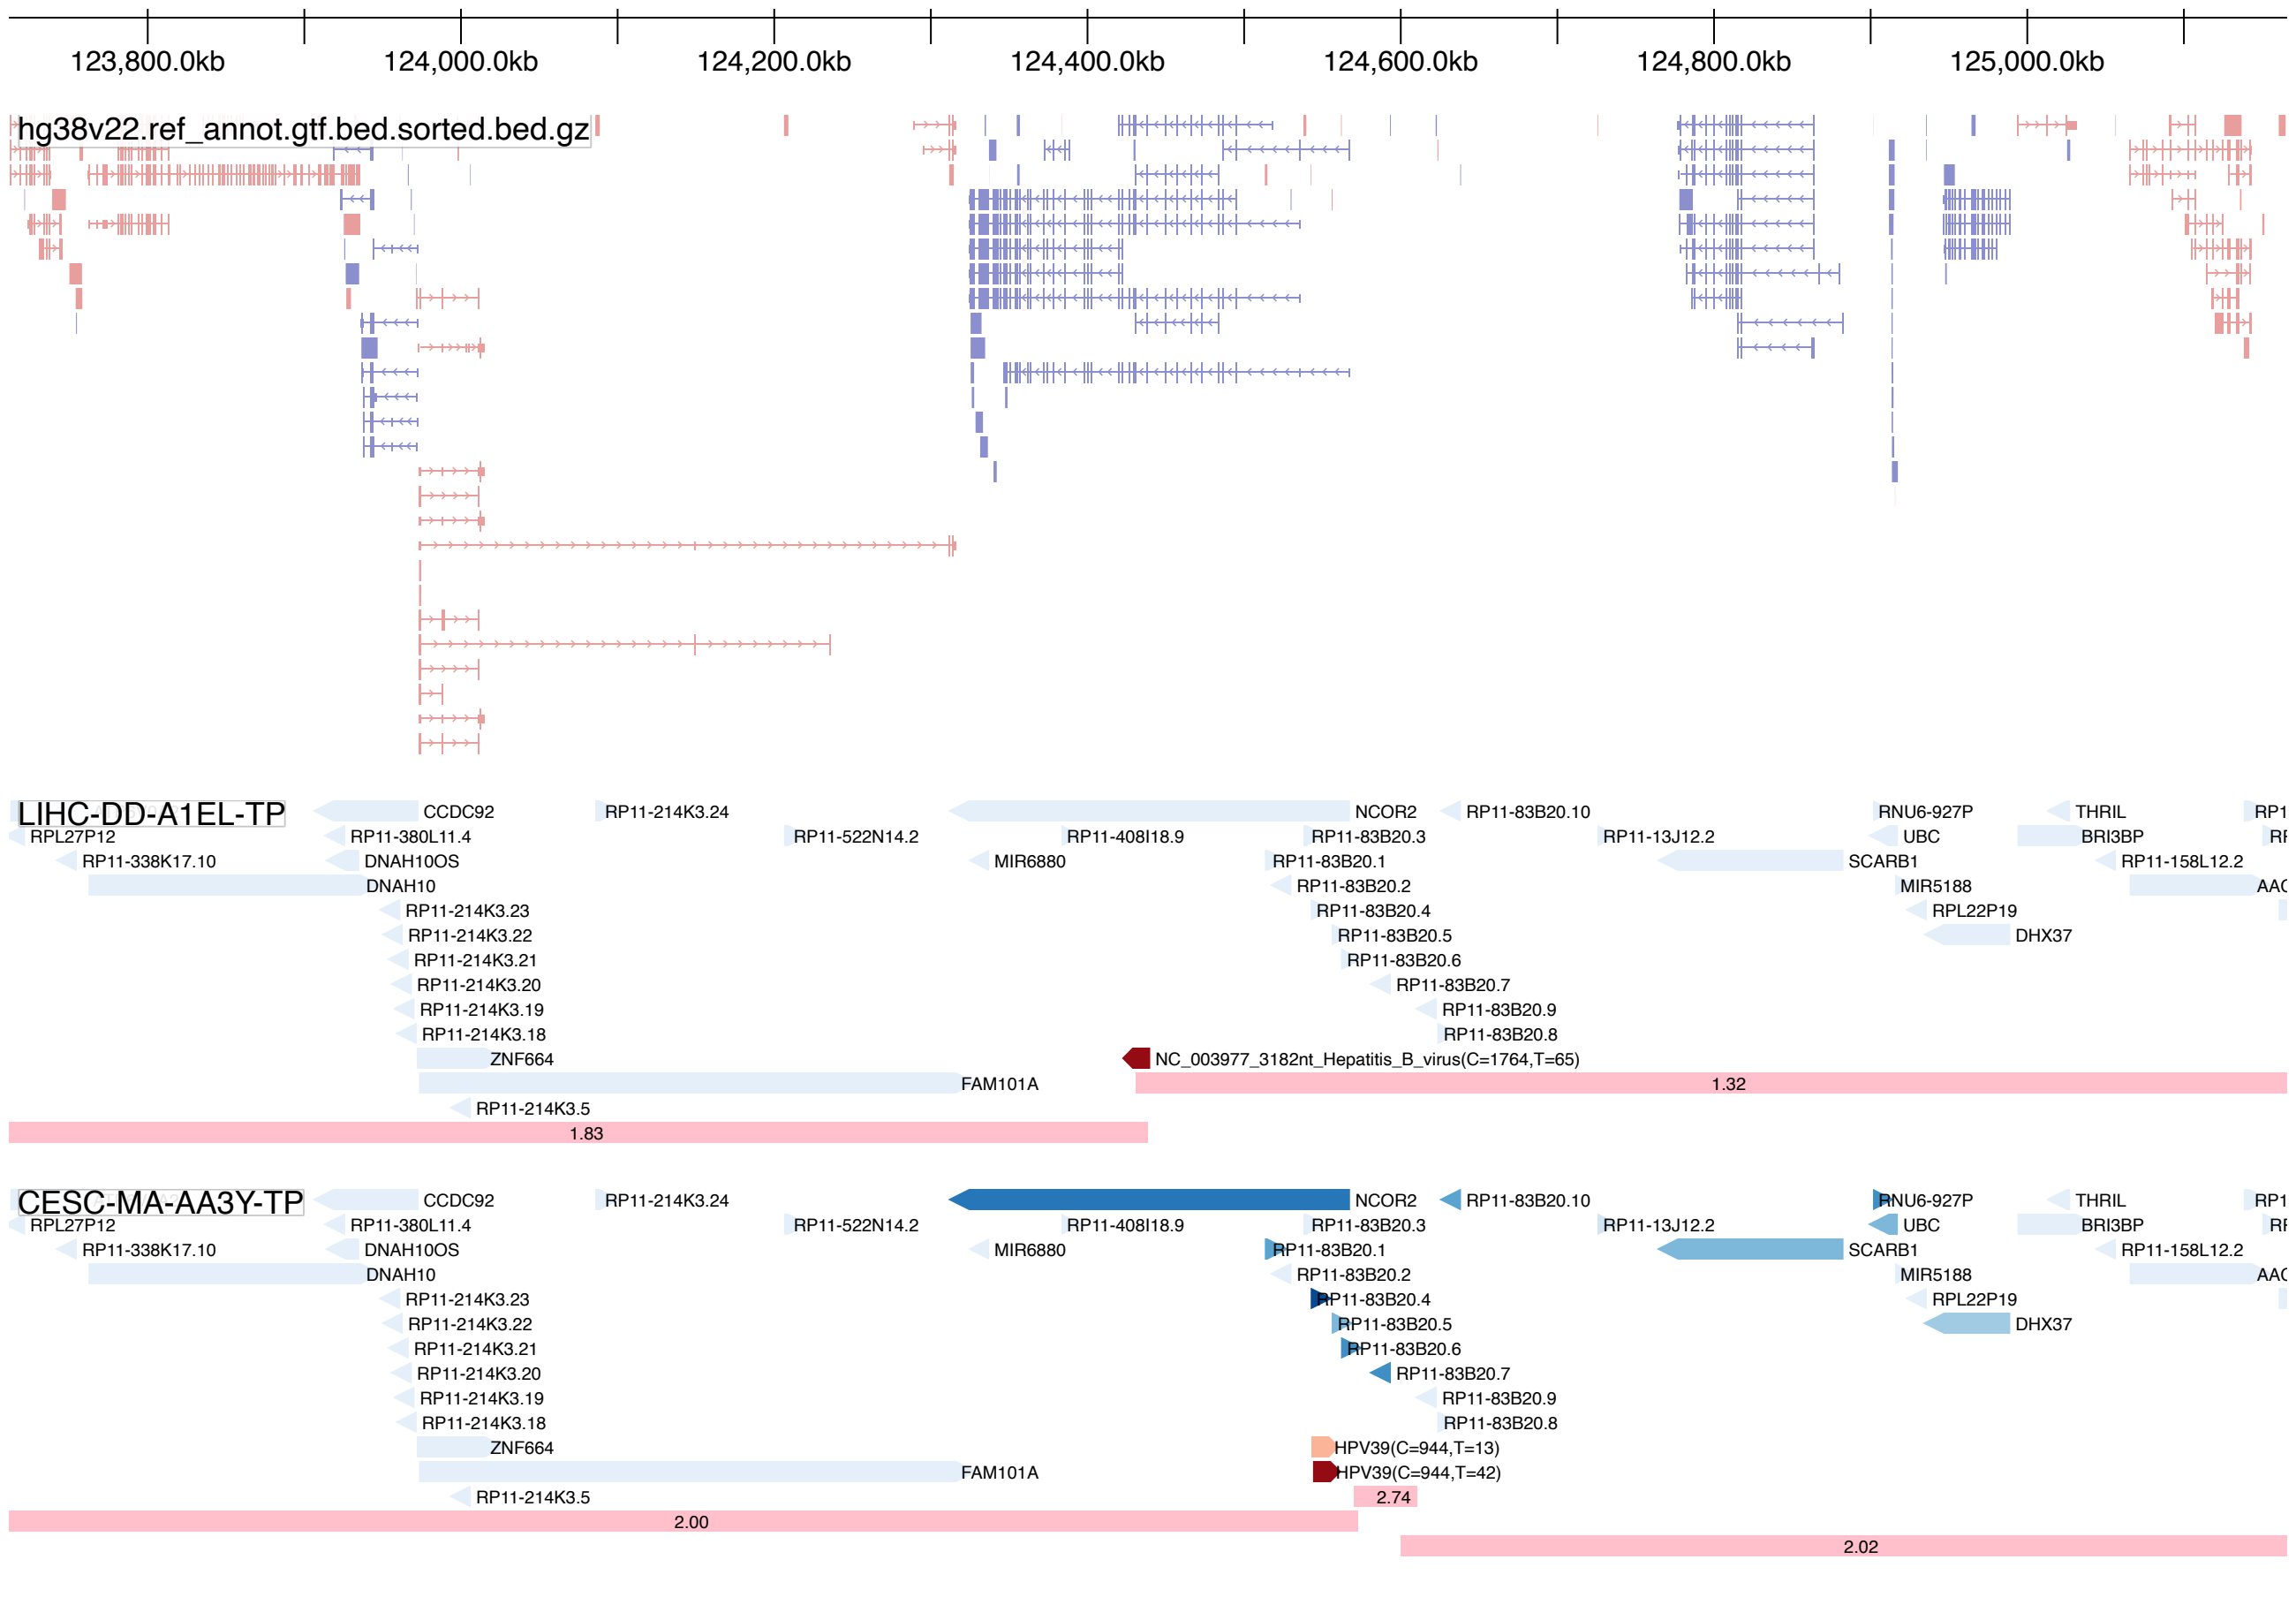 123,800.0kb 124,000.0kb 124,200.0kb 124,400.0kb 124,600.0kb 124,800.0kb 125,000.0kb
hg38v22.ref_annot.gtf.bed.sorted.bed.gz
LIHC-DD-A1EL-TP CCDC92 RP11-214K3.24 NCOR2 RP11-83B20.10 RNU6-927P THRIL RP1
RPL27P12 RP11-380L11.4 RP11-522N14.2 RP11-408I18.9 RP11-83B20.3 RP11-13J12.2 UBC BRI3BP
RP11-338K17.10 DNAH10OS MIR6880 RP11-83B20.1 SCARB1 RP11-158L12.2
DNAH10 RP11-83B20.2 MIR5188
RP11-214K3.23 RP11-83B20.4 RPL22P19
RP11-214K3.22 RP11-83B20.5 DHX37
RP11-214K3.21 RP11-83B20.6
RP11-214K3.20 RP11-83B20.7
RP11-214K3.19 RP11-83B20.9
RP11-214K3.18 RP11-83B20.8
ZNF664 NC_003977_3182nt_Hepatitis_B_virus(C=1764,T=65)
FAM101A 1.32
RP11-214K3.5
1.83
CESC-MA-AA3Y-TP CCDC92 RP11-214K3.24 NCOR2 RP11-83B20.10 RNU6-927P THRIL RP1
RPL27P12 RP11-380L11.4 RP11-522N14.2 RP11-408I18.9 RP11-83B20.3 RP11-13J12.2 UBC BRI3BP
RP11-338K17.10 DNAH10OS MIR6880 RP11-83B20.1 SCARB1 RP11-158L12.2
DNAH10 RP11-83B20.2 MIR5188
RP11-214K3.23 RP11-83B20.4 RPL22P19
RP11-214K3.22 RP11-83B20.5 DHX37
RP11-214K3.21 RP11-83B20.6
RP11-214K3.20 RP11-83B20.7
RP11-214K3.19 RP11-83B20.9
RP11-214K3.18 RP11-83B20.8
ZNF664 HPV39(C=944,T=13)
FAM101A HPV39(C=944,T=42)
RP11-214K3.5 2.74
2.00
2.02